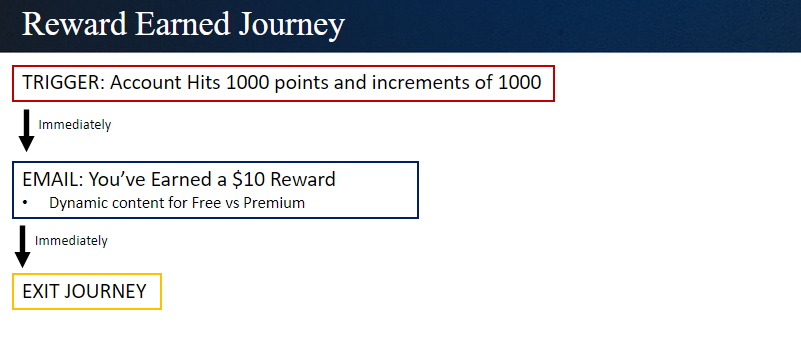 Reward Earned Journey
TRIGGER: Account Hits 1000 points and increments of 1000
Immediately
EMAIL: You’ve Earned a $10 Reward
• Dynamic content for Free vs Premium
Immediately
EXIT JOURNEY